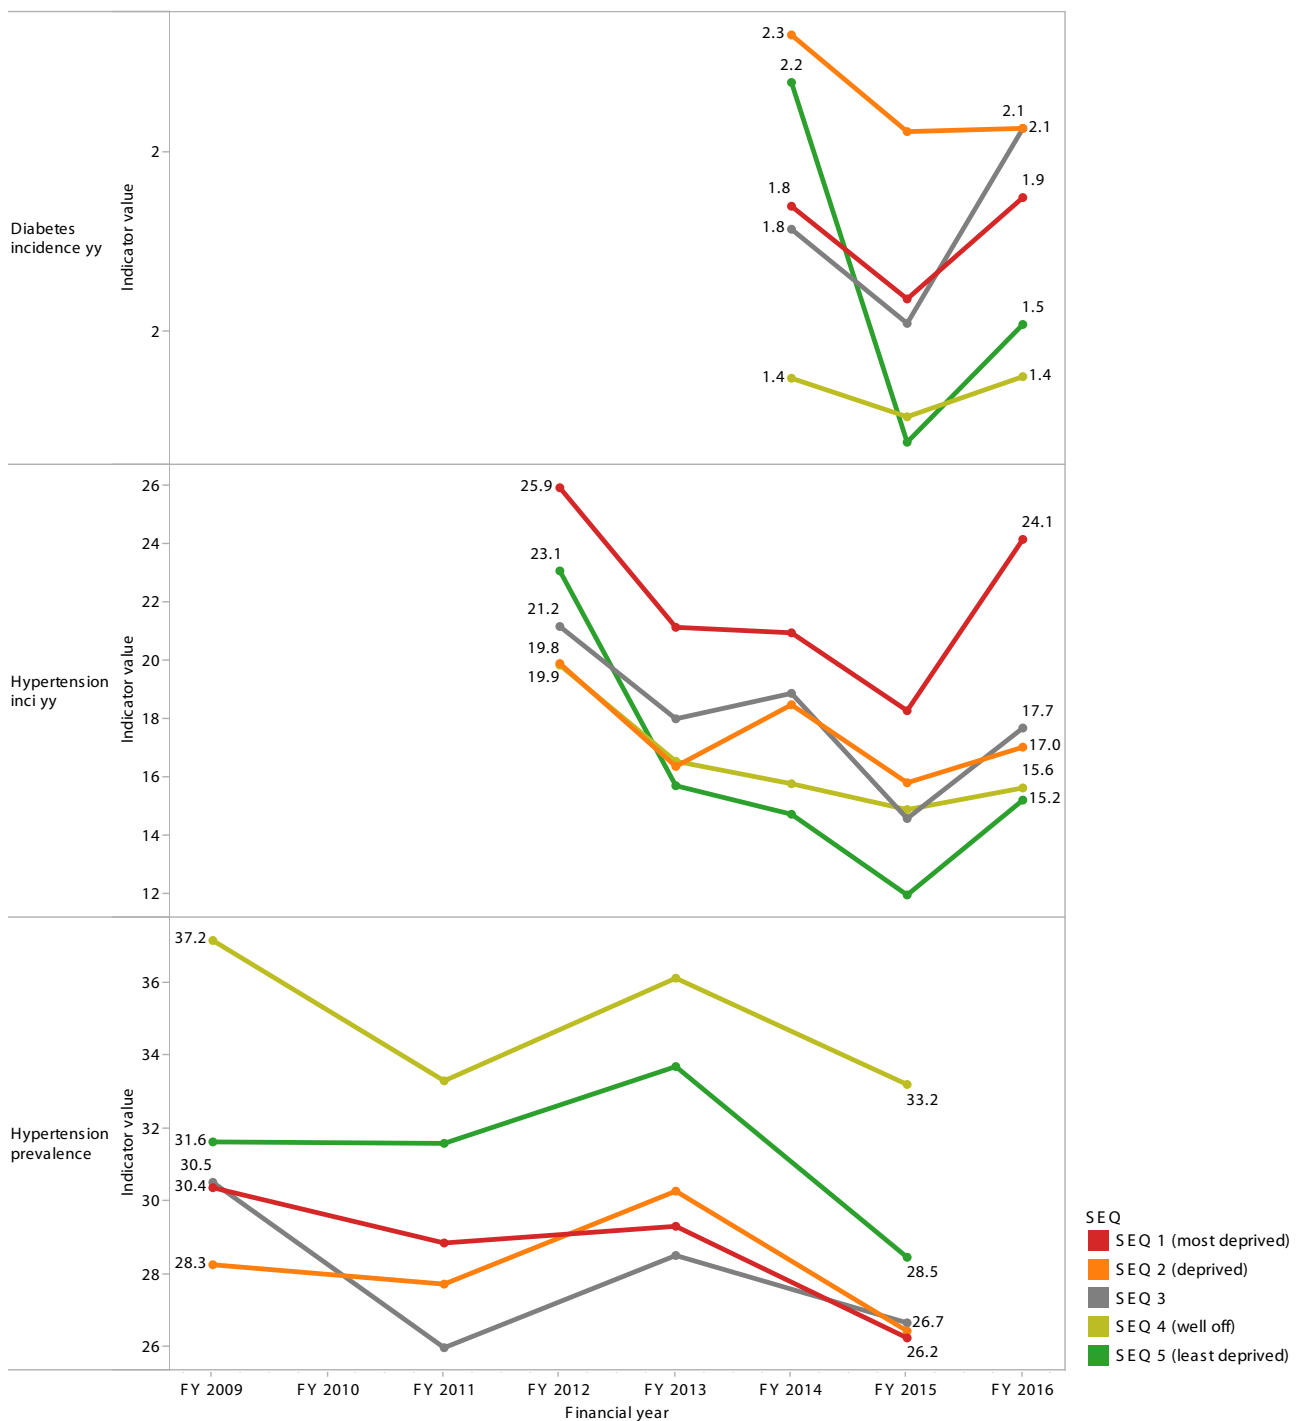 Diabetes
incidence yy
Indicator value
2
2
2.3
2.2
1.8
1.8
1.4
2.1
2.1
1.9
1.5
1.4
Hypertension
inci yy
Indicator value
26
24
22
20
18
16
14
12
25.9
23.1
21.2
19.8
19.9
24.1
17.7
17.0
15.6
15.2
Hypertension
prevalence
Indicator value
36
34
32
30
28
26
37.2
31.6
30.5
30.4
28.3
33.2
28.5
26.7
26.2
FY 2009 FY 2010 FY 2011 FY 2012 FY 2013 FY 2014 FY 2015 FY 2016
Financial year
SEQ
SEQ 1 (most deprived)
SEQ 2 (deprived)
SEQ 3
SEQ 4 (well off)
SEQ 5 (least deprived)